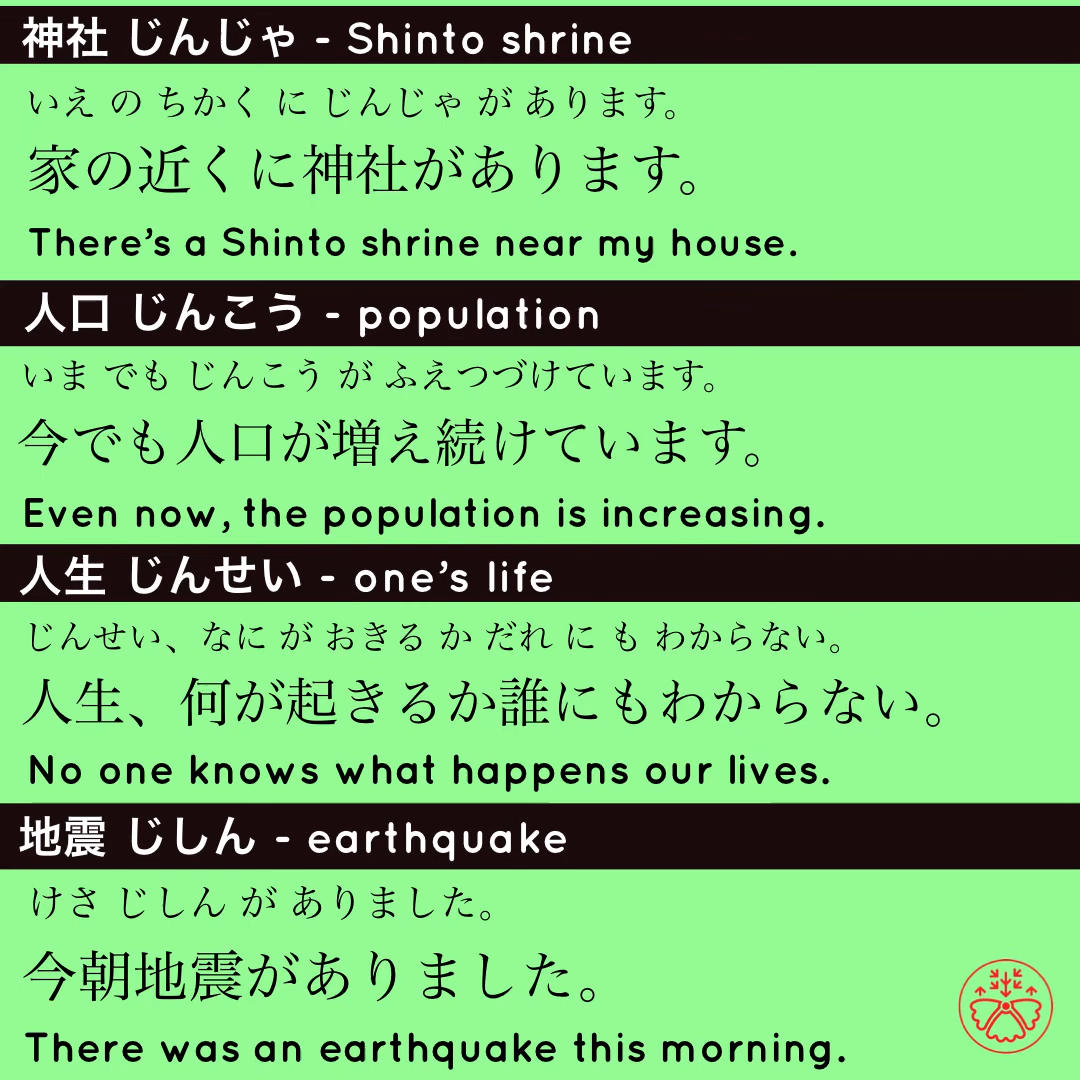 神社 じんじゃ - Shinto shrine
いえ の ちかく に じんじゃ が あります。
家の近くに神社があります。
There's a Shinto shrine near my house.
人口 じんこう - population
いま でも じんこう が ふえつづけています。
今でも人口が増え続けています。
Even now, the population is increasing.
人生 じんせい - one's life
じんせい、なに が おきる か だれ に も わからない。
人生、何が起きるか誰にもわからない。
No one knows what happens our lives.
地震 じしん - earthquake
けさ じしん が ありました。
今朝地震がありました。
There was an earthquake this morning.